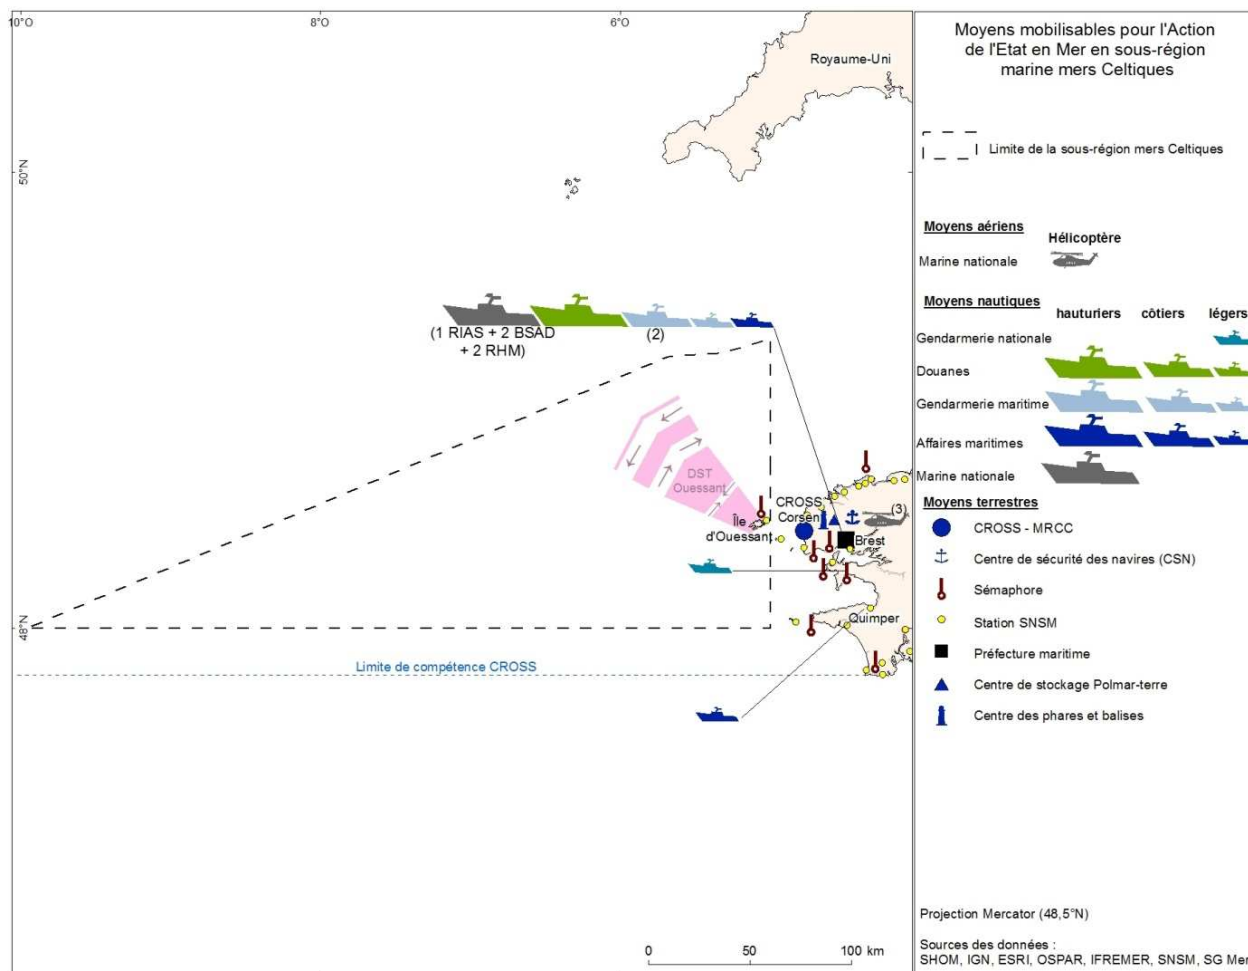 10°O
8°O
6°O
50°N
48°N
Royaume-Uni
(1 RIAS + 2 BSAD
+ 2 RHM)
(2)
DST
Ouessant
CROSS
Corsen
(3)
Île
d'Ouessant
Brest
Quimper
Limite de compétence CROSS
0 50 100 km
Moyens mobilisables pour l'Action
de l'Etat en Mer en sous-région
marine mers Celtiques
Limite de la sous-région mers Celtiques
Moyens aériens
Hélicoptère
Marine nationale
Moyens nautiques
hauturiers côtiers légers
Gendarmerie nationale
Douanes
Gendarmerie maritime
Affaires maritimes
Marine nationale
Moyens terrestres
CROSS - MRCC
Centre de sécurité des navires (CSN)
Sémaphore
Station SNSM
Préfecture maritime
Centre de stockage Polmar-terre
Centre des phares et balises
Projection Mercator (48,5°N)
Sources des données :
SHOM, IGN, ESRI, OSPAR, IFREMER, SNSM, SG Mer